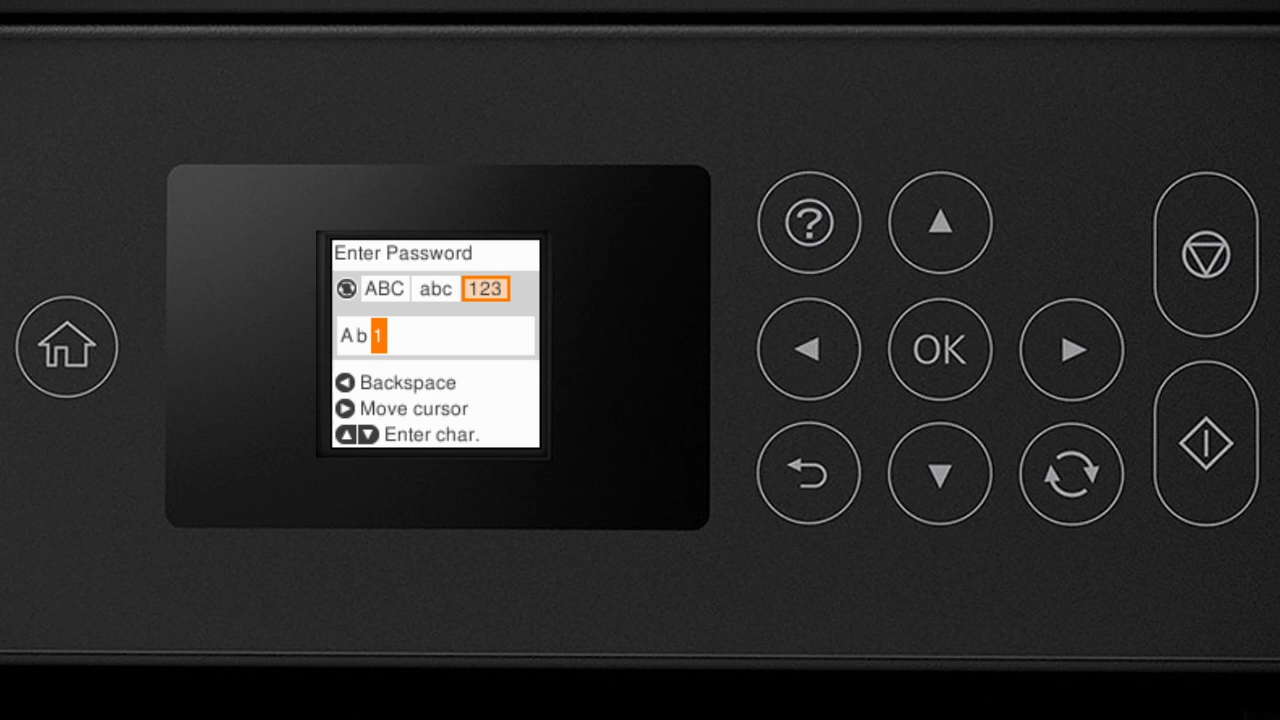 Enter Password
ABC abc 123
Ab1
Backspace
Move cursor
Enter char.
?
OK